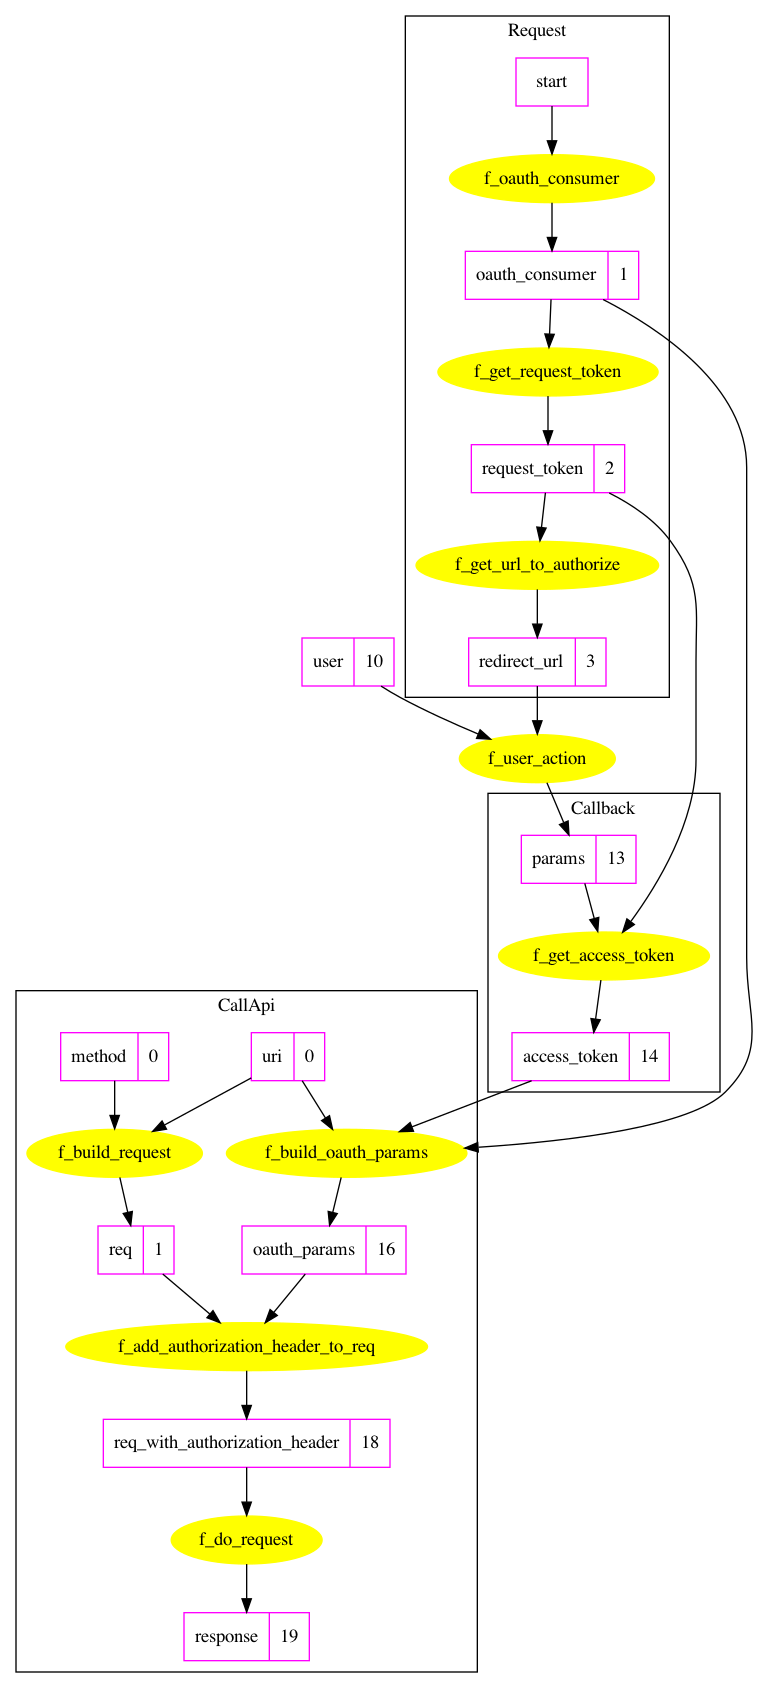 Request
start
f_oauth_consumer
oauth_consumer 1
f_get_request_token
request_token 2
f_get_url_to_authorize
user 10
redirect_url 3
f_user_action
Callback
params 13
f_get_access_token
access_token 14
CallApi
method 0
uri 0
f_build_request
f_build_oauth_params
req 1
oauth_params 16
f_add_authorization_header_to_req
req_with_authorization_header 18
f_do_request
response 19